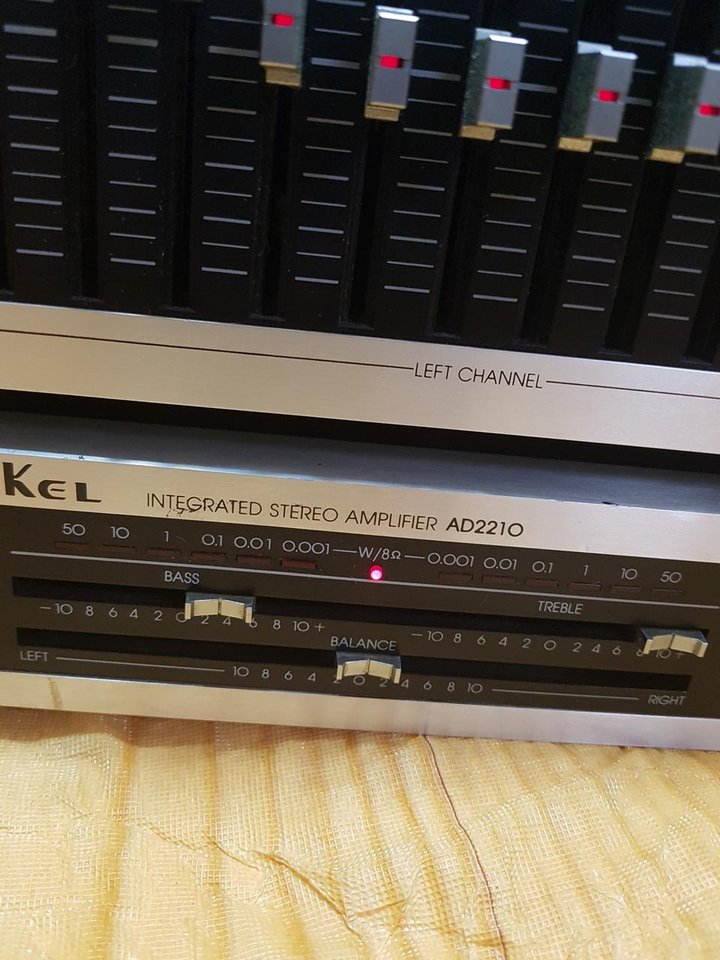 LEFT CHANNEL
KEL
INTEGRATED STEREO AMPLIFIER AD2210
50 10 1 0.1 0.01 0.001 W/8Ω 0.001 0.01 0.1 1 10 50
BASS
TREBLE
-10 8 6 4 2 0 2 4 6 8 10 +
-10 8 6 4 2 0 2 4 6 8 10 +
BALANCE
LEFT 10 8 6 4 2 0 2 4 6 8 10 RIGHT